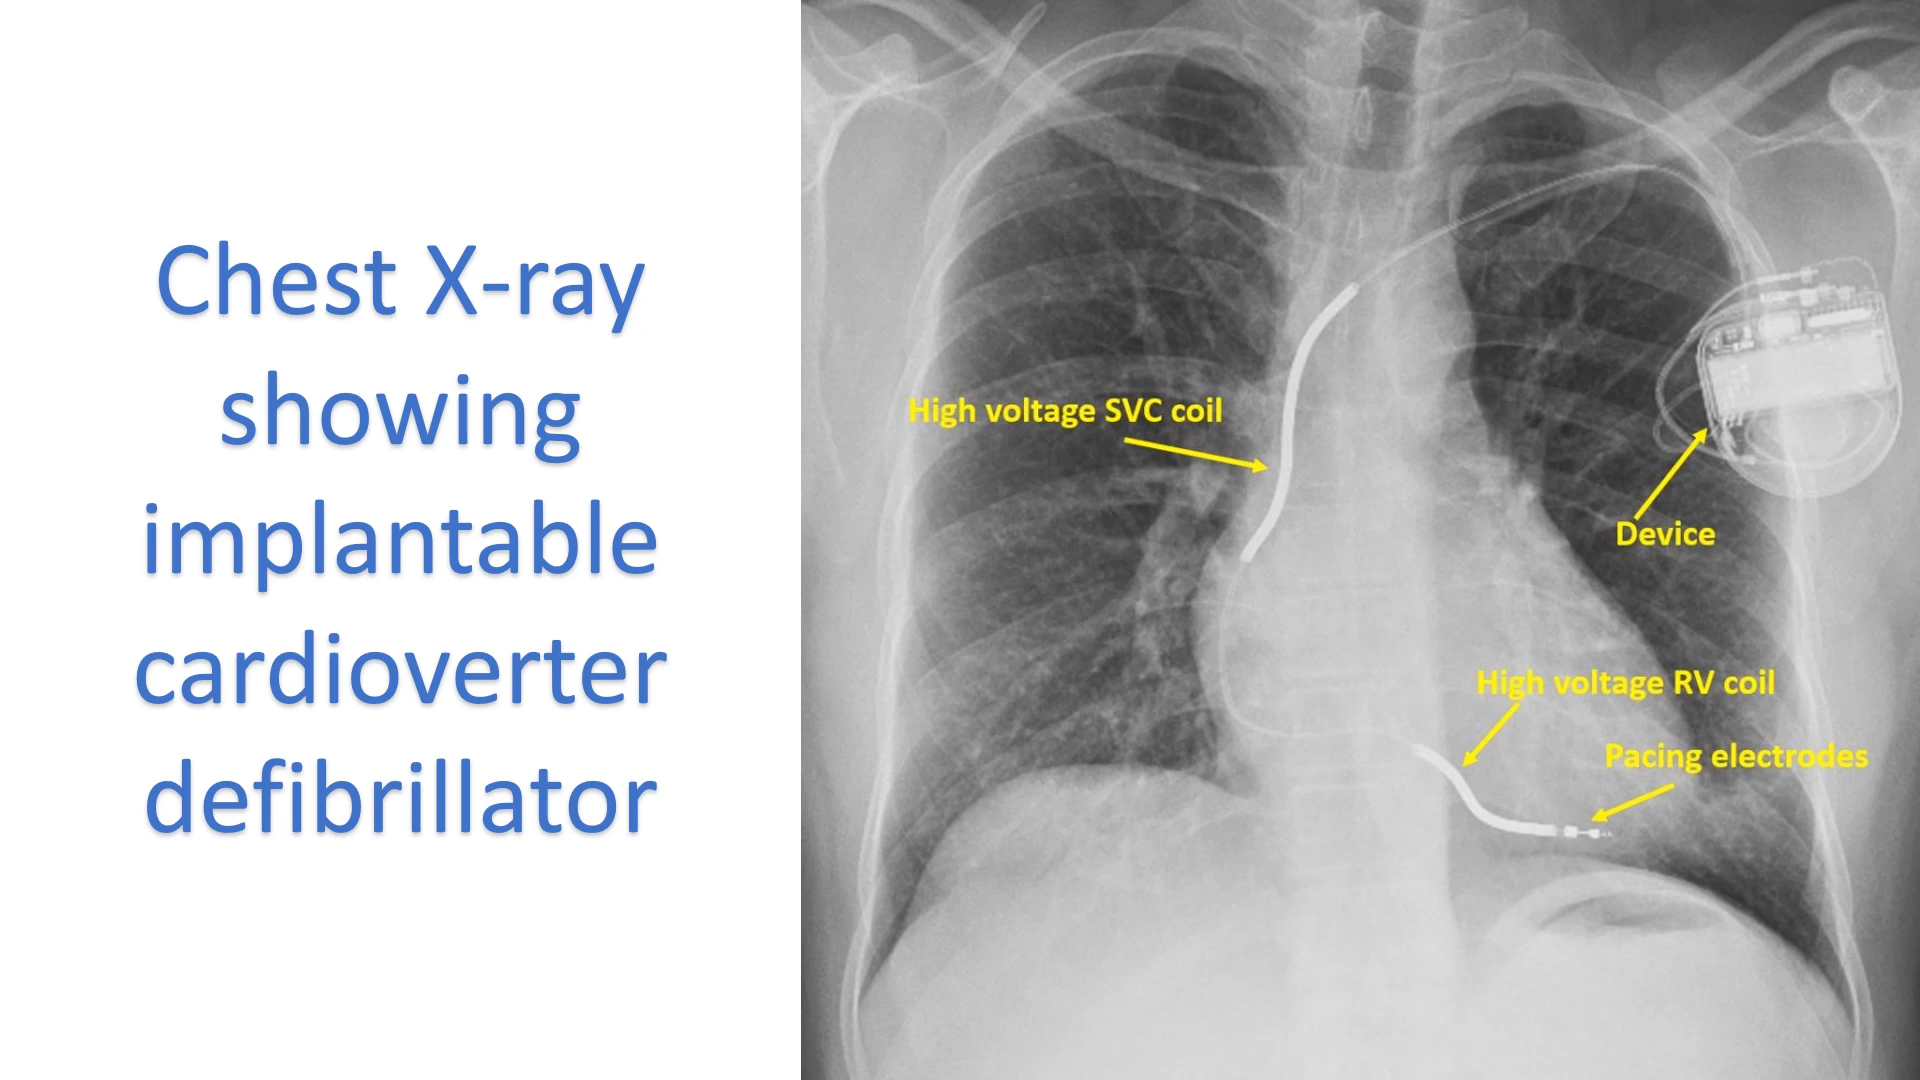 Chest X-ray
showing
implantable
cardioverter
defibrillator
High voltage SVC coil
Device
High voltage RV coil
Pacing electrodes